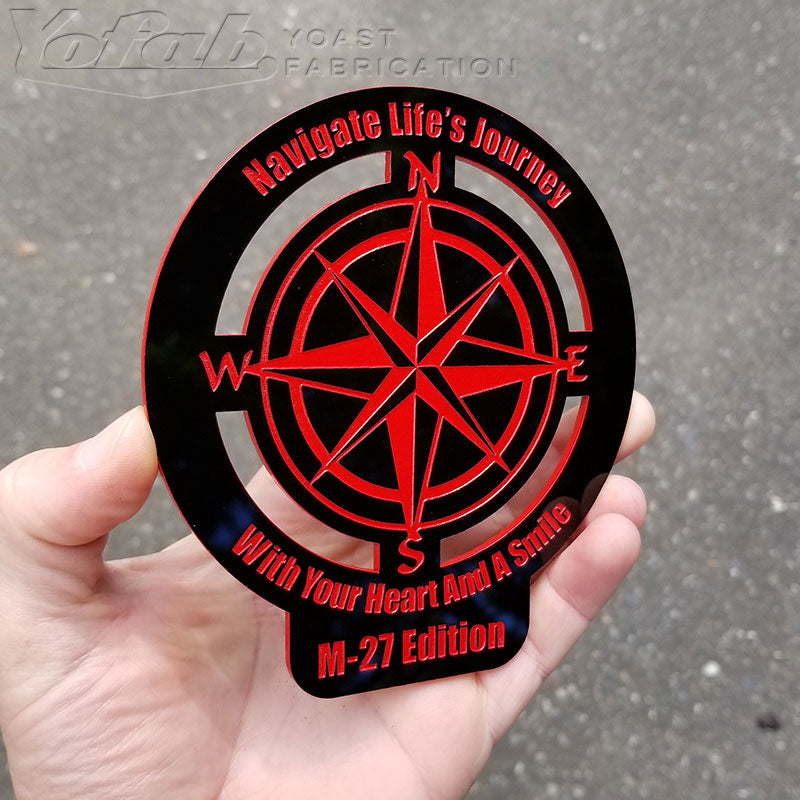 Yofab YOAST
FABRICATION
Navigate Life's Journey
N
W E
S
With Your Heart And A Smile
M-27 Edition